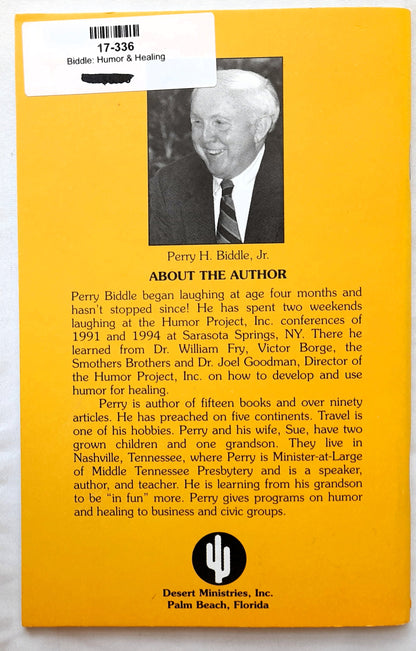 17-336
Biddle: Humor & Healing
Perry H. Biddle, Jr.
ABOUT THE AUTHOR
Perry Biddle began laughing at age four months and
hasn't stopped since! He has spent two weekends
laughing at the Humor Project, Inc. conferences of
1991 and 1994 at Sarasota Springs, NY. There he
learned from Dr. William Fry, Victor Borge, the
Smothers Brothers and Dr. Joel Goodman, Director of
the Humor Project, Inc. on how to develop and use
humor for healing.
Perry is author of fifteen books and over ninety
articles. He has preached on five continents. Travel is
one of his hobbies. Perry and his wife, Sue, have two
grown children and one grandson. They live in
Nashville, Tennessee, where Perry is Minister-at-Large
of Middle Tennessee Presbytery and is a speaker,
author, and teacher. He is learning from his grandson
to be "in fun" more. Perry gives programs on humor
and healing to business and civic groups.
Desert Ministries, Inc.
Palm Beach, Florida